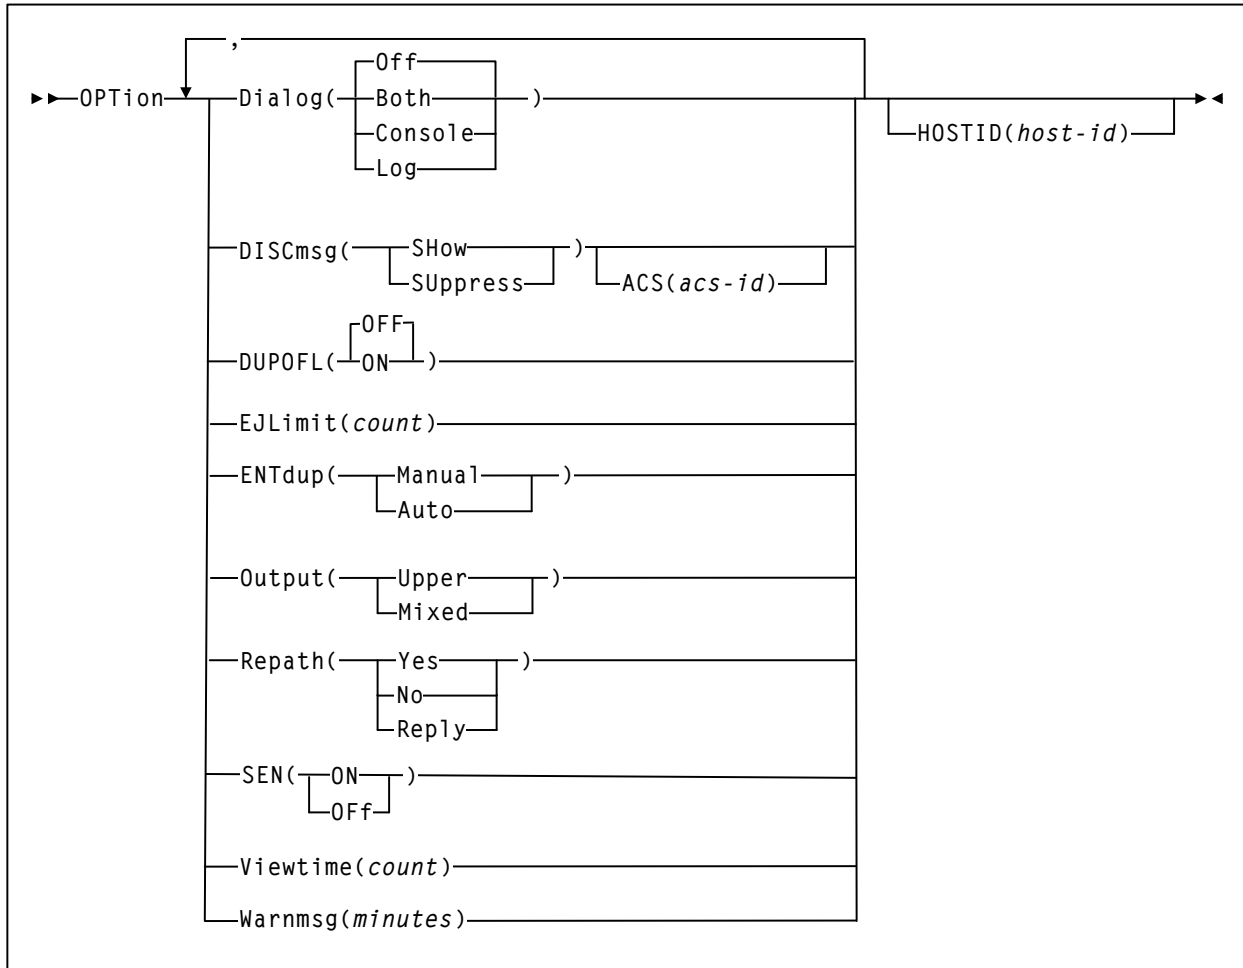 ,
Off
OPTion Dialog( Both )
Console
HOSTID(host-id)
Log
DISCmsg( SHow )
SUppress ACS(acs-id)
OFF
DUPOFL( ON )
EJLimit(count)
ENTdup( Manual )
Auto
Output( Upper )
Mixed
Repath( Yes )
No
Reply
SEN( ON )
OFf
Viewtime(count)
Warnmsg(minutes)